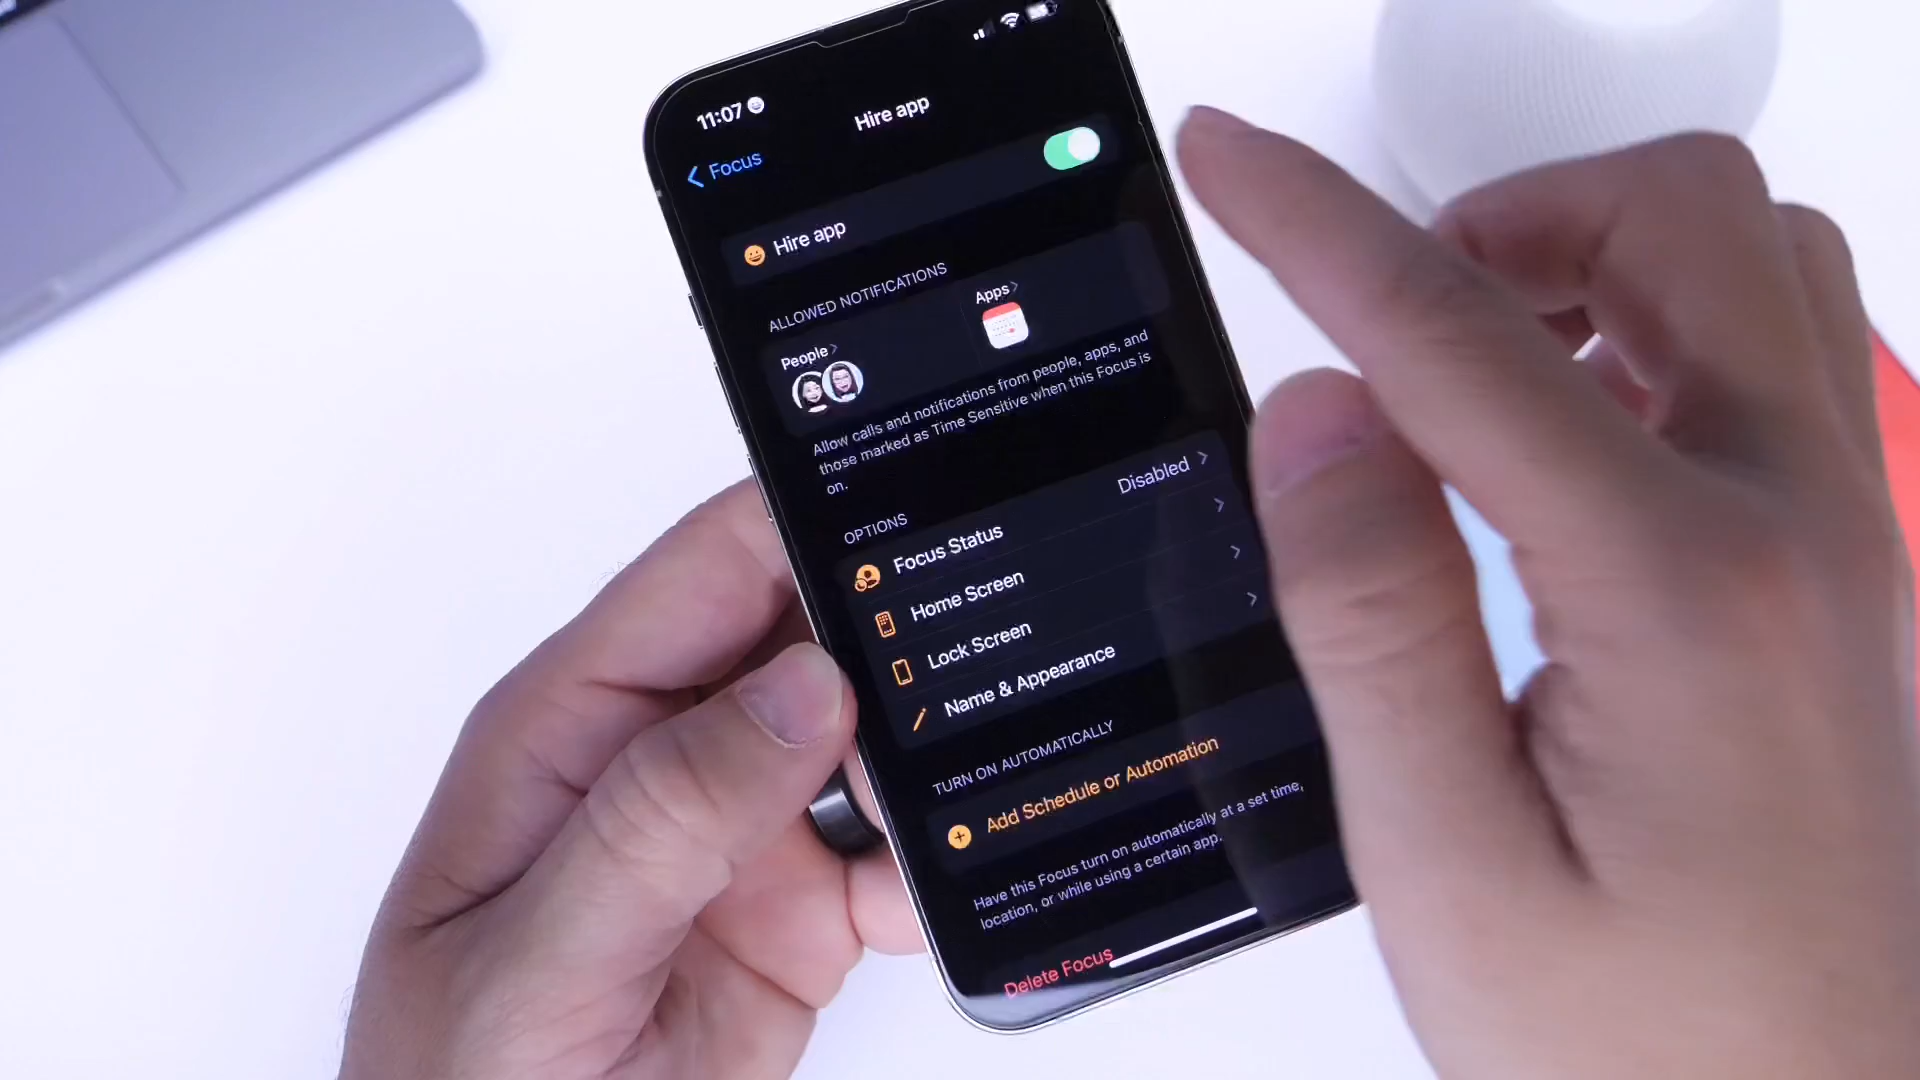 11:07
Hire app
Focus
Hire app
ALLOWED NOTIFICATIONS
People
Apps
Allow calls and notifications from people, apps, and
those marked as Time Sensitive when this Focus is
on.
OPTIONS
Focus Status
Disabled
Home Screen
Lock Screen
Name & Appearance
TURN ON AUTOMATICALLY
Add Schedule or Automation
Have this Focus turn on automatically at a set time,
location, or while using a certain app.
Delete Focus